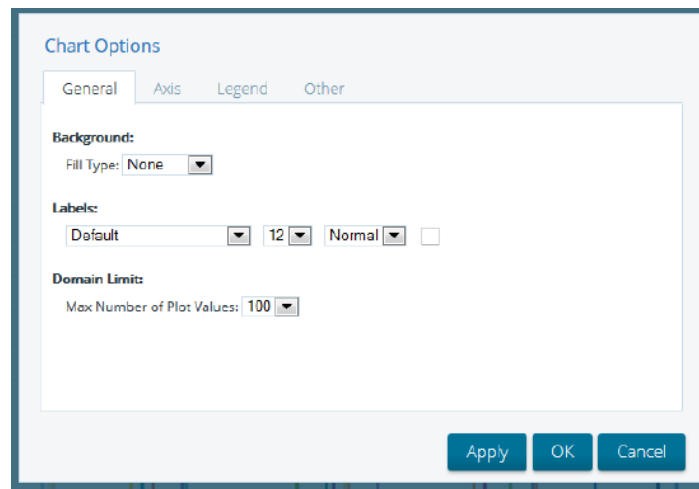 Chart Options
General Axis Legend Other
Background:
Fill Type: None
Labels:
Default 12 Normal
Domain Limit:
Max Number of Plot Values: 100
Apply OK Cancel